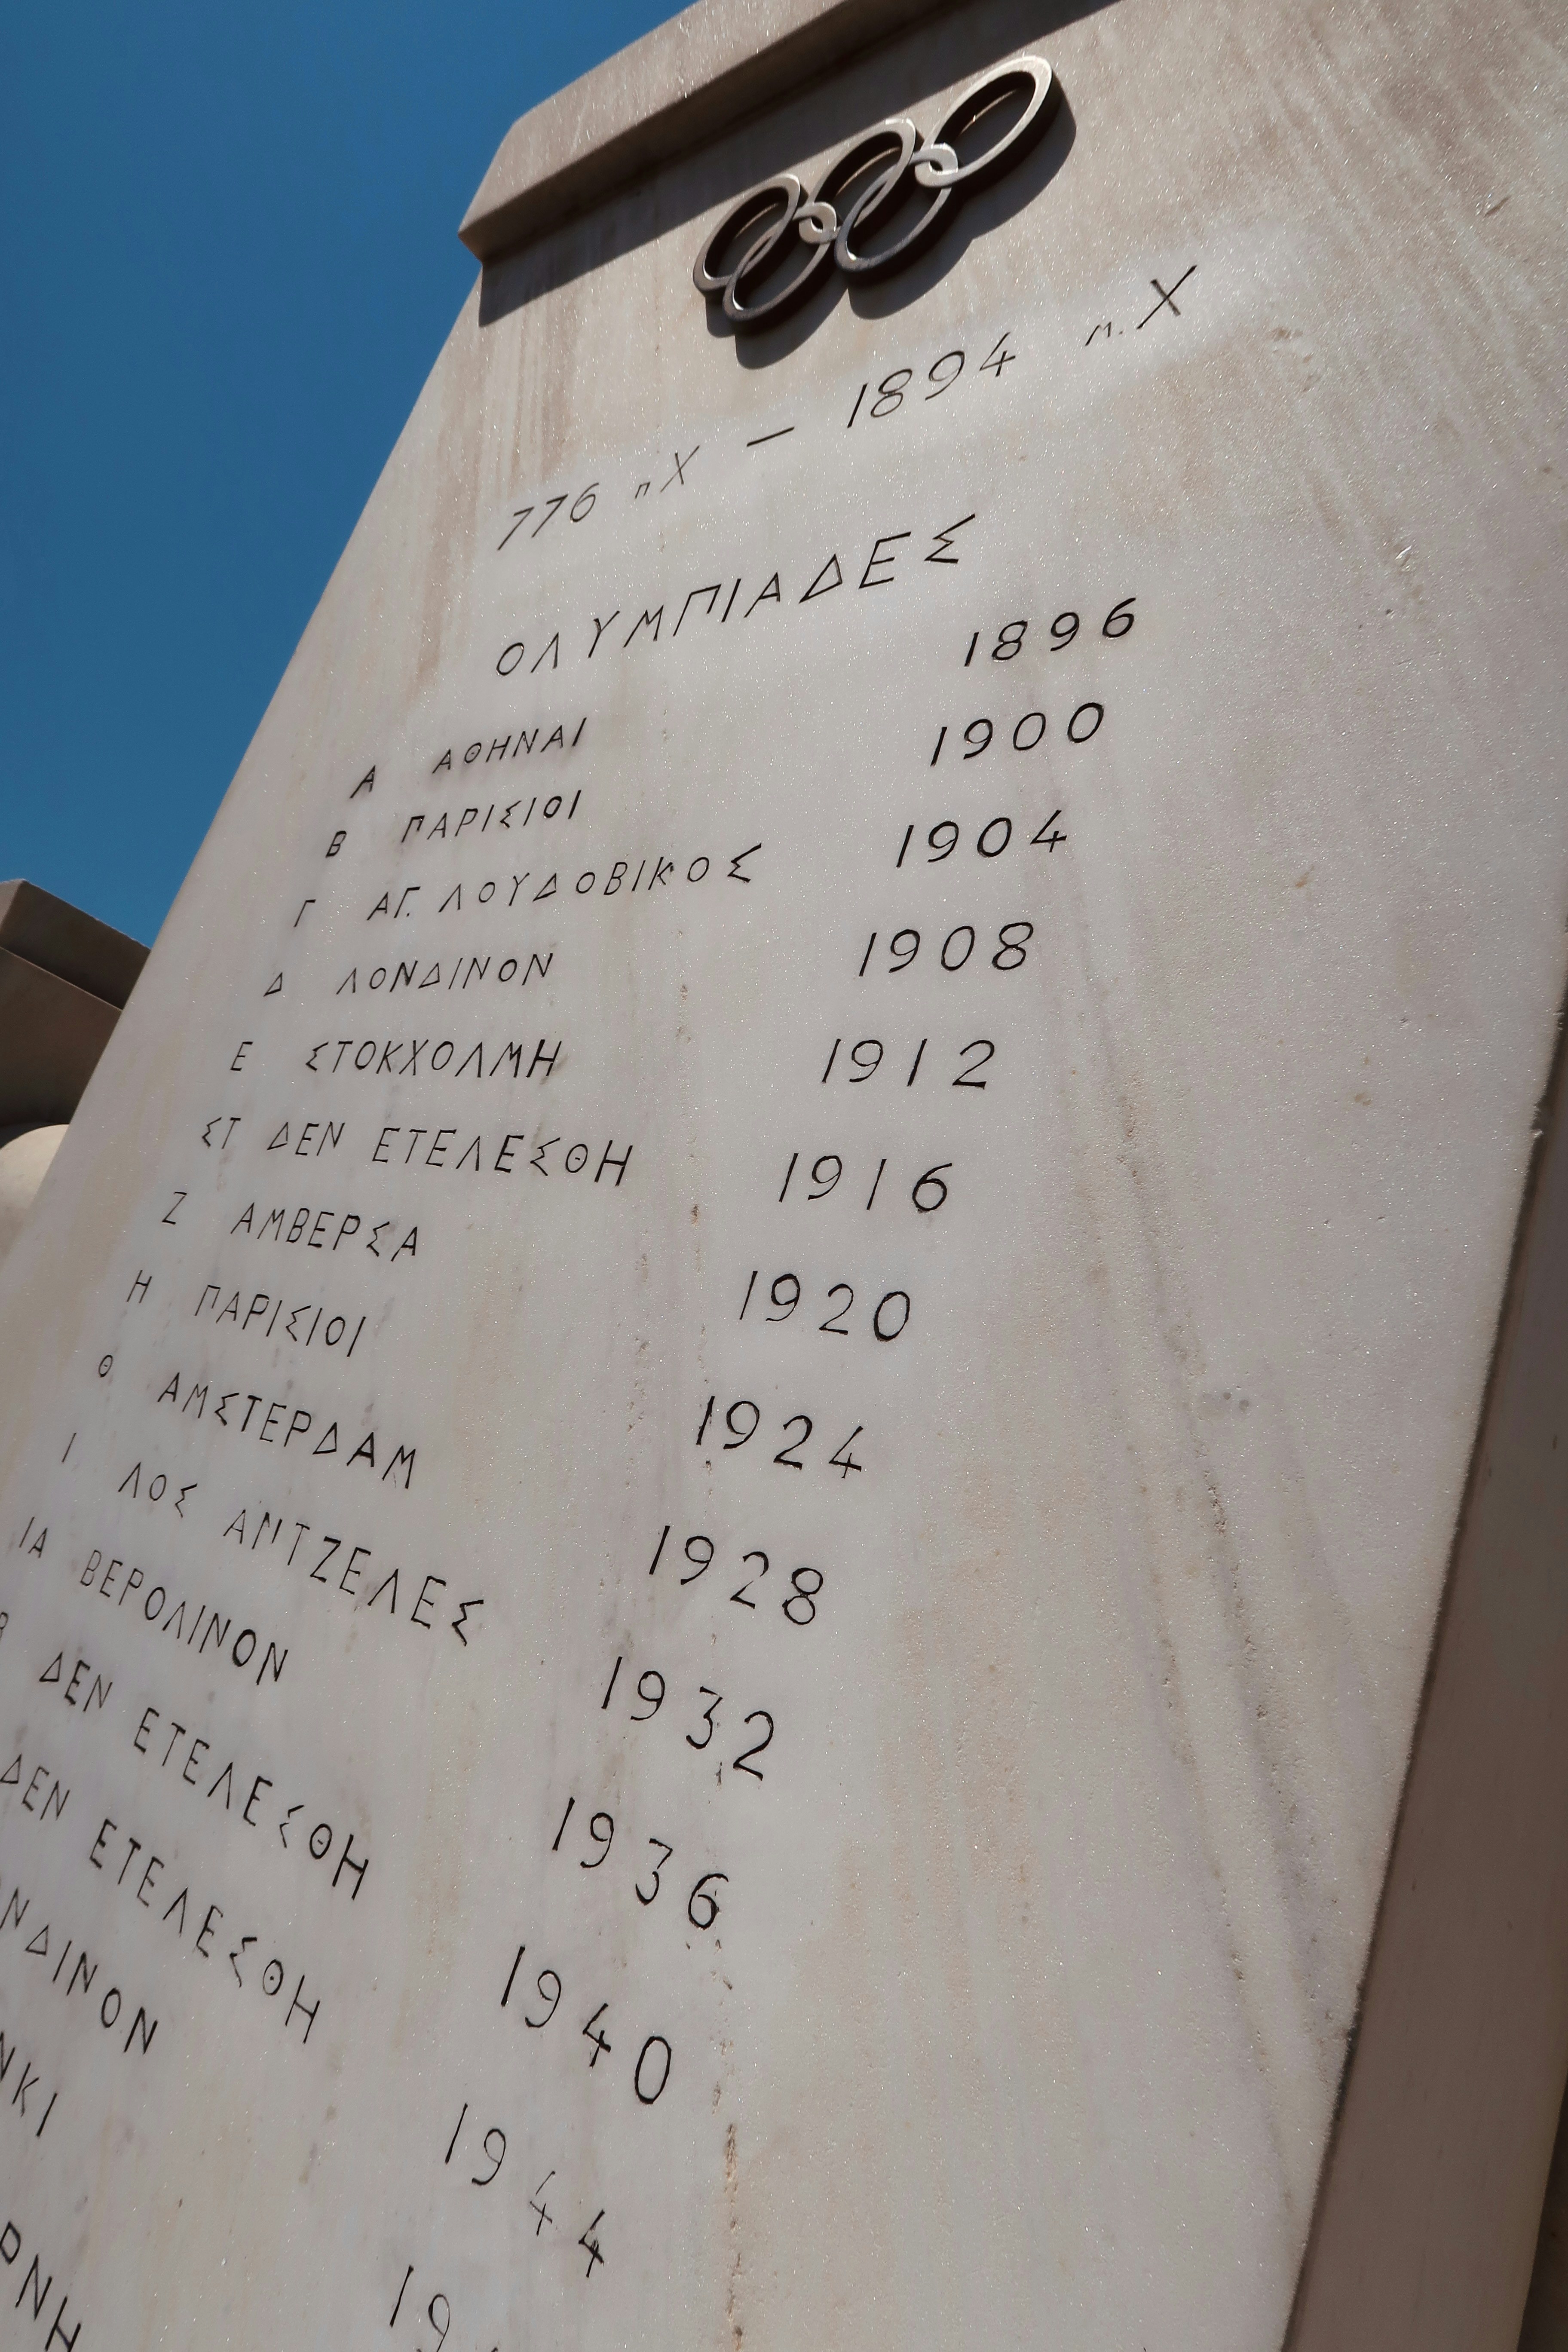 776 πΧ — 1894 μ.Χ
ΟΛΥΜΠΙΑΔΕΣ
Α ΑΘΗΝΑΙ 1896
Β ΠΑΡΙΣΙΟΙ 1900
Γ ΑΓ. ΛΟΥΔΟΒΙΚΟΣ 1904
Δ ΛΟΝΔΙΝΟΝ 1908
Ε ΣΤΟΚΧΟΛΜΗ 1912
ΣΤ ΔΕΝ ΕΤΕΛΕΣΘΗ 1916
Ζ ΑΜΒΕΡΣΑ 1920
Η ΠΑΡΙΣΙΟΙ 1924
Θ ΑΜΣΤΕΡΔΑΜ 1928
Ι ΛΟΣ ΑΝΤΖΕΛΕΣ 1932
ΙΑ ΒΕΡΟΛΙΝΟΝ 1936
ΔΕΝ ΕΤΕΛΕΣΘΗ 1940
ΔΕΝ ΕΤΕΛΕΣΘΗ 1944